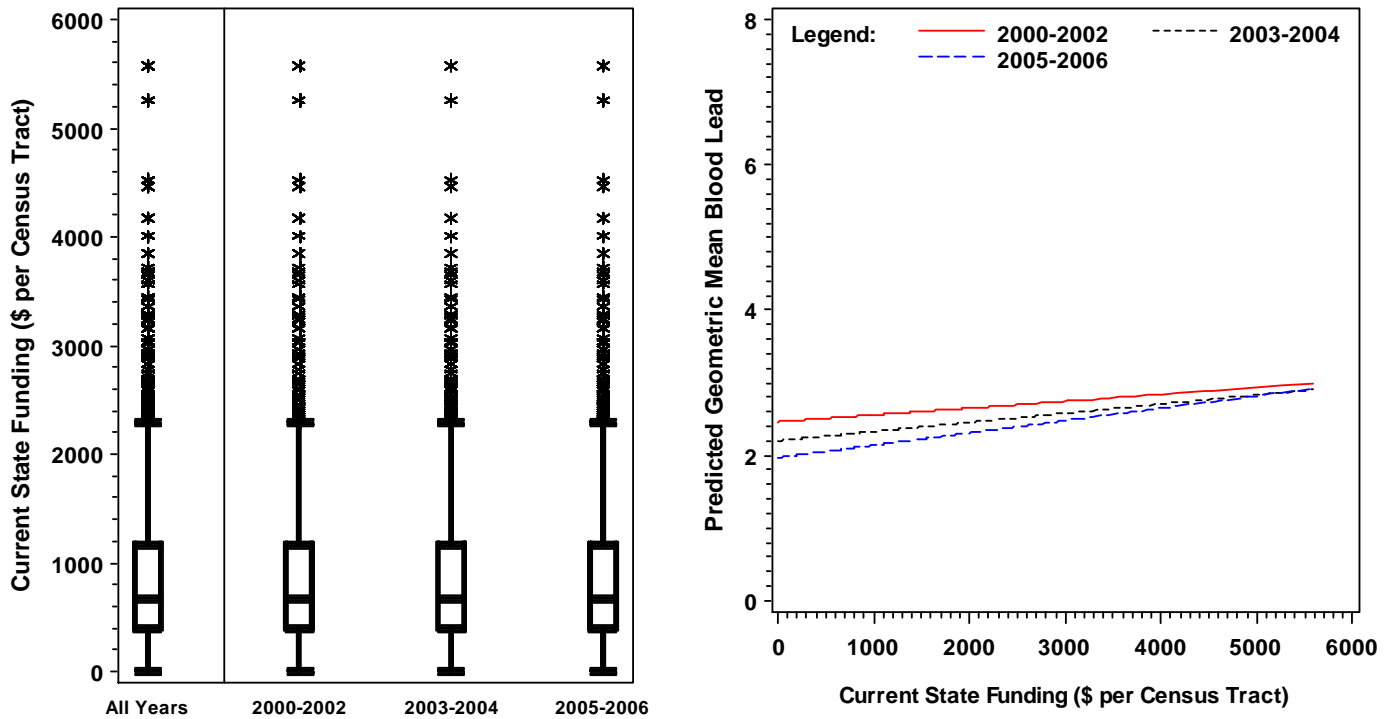 Current State Funding ($ per Census Tract)
6000
5000
4000
3000
2000
1000
0
All Years 2000-2002 2003-2004 2005-2006
Predicted Geometric Mean Blood Lead
8
6
4
2
0
Legend: 2000-2002 2003-2004
2005-2006
0 1000 2000 3000 4000 5000 6000
Current State Funding ($ per Census Tract)